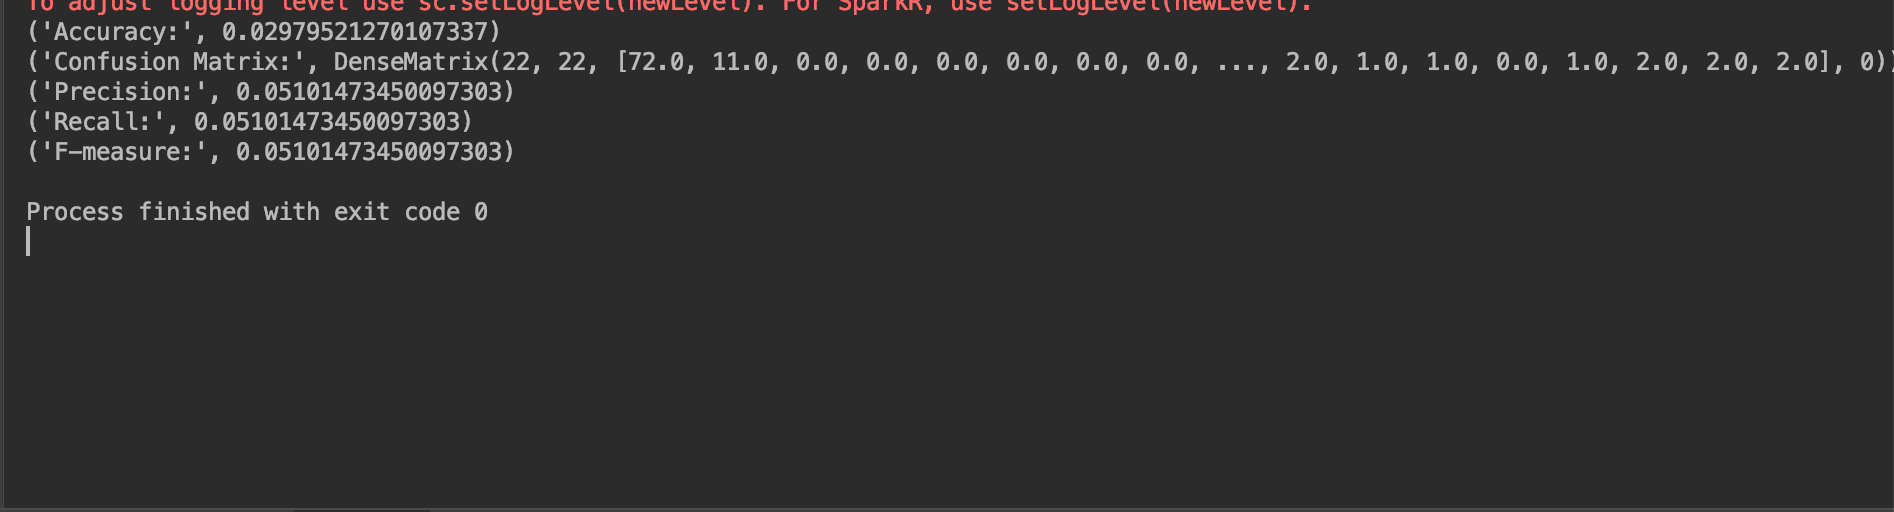 To adjust logging level use sc.setLogLevel(newLevel). For SparkR, use setLogLevel(newLevel).
('Accuracy:', 0.02979521270107337)
('Confusion Matrix:', DenseMatrix(22, 22, [72.0, 11.0, 0.0, 0.0, 0.0, 0.0, 0.0, 0.0, ..., 2.0, 1.0, 1.0, 0.0, 1.0, 2.0, 2.0, 2.0], 0))
('Precision:', 0.05101473450097303)
('Recall:', 0.05101473450097303)
('F-measure:', 0.05101473450097303)
Process finished with exit code 0